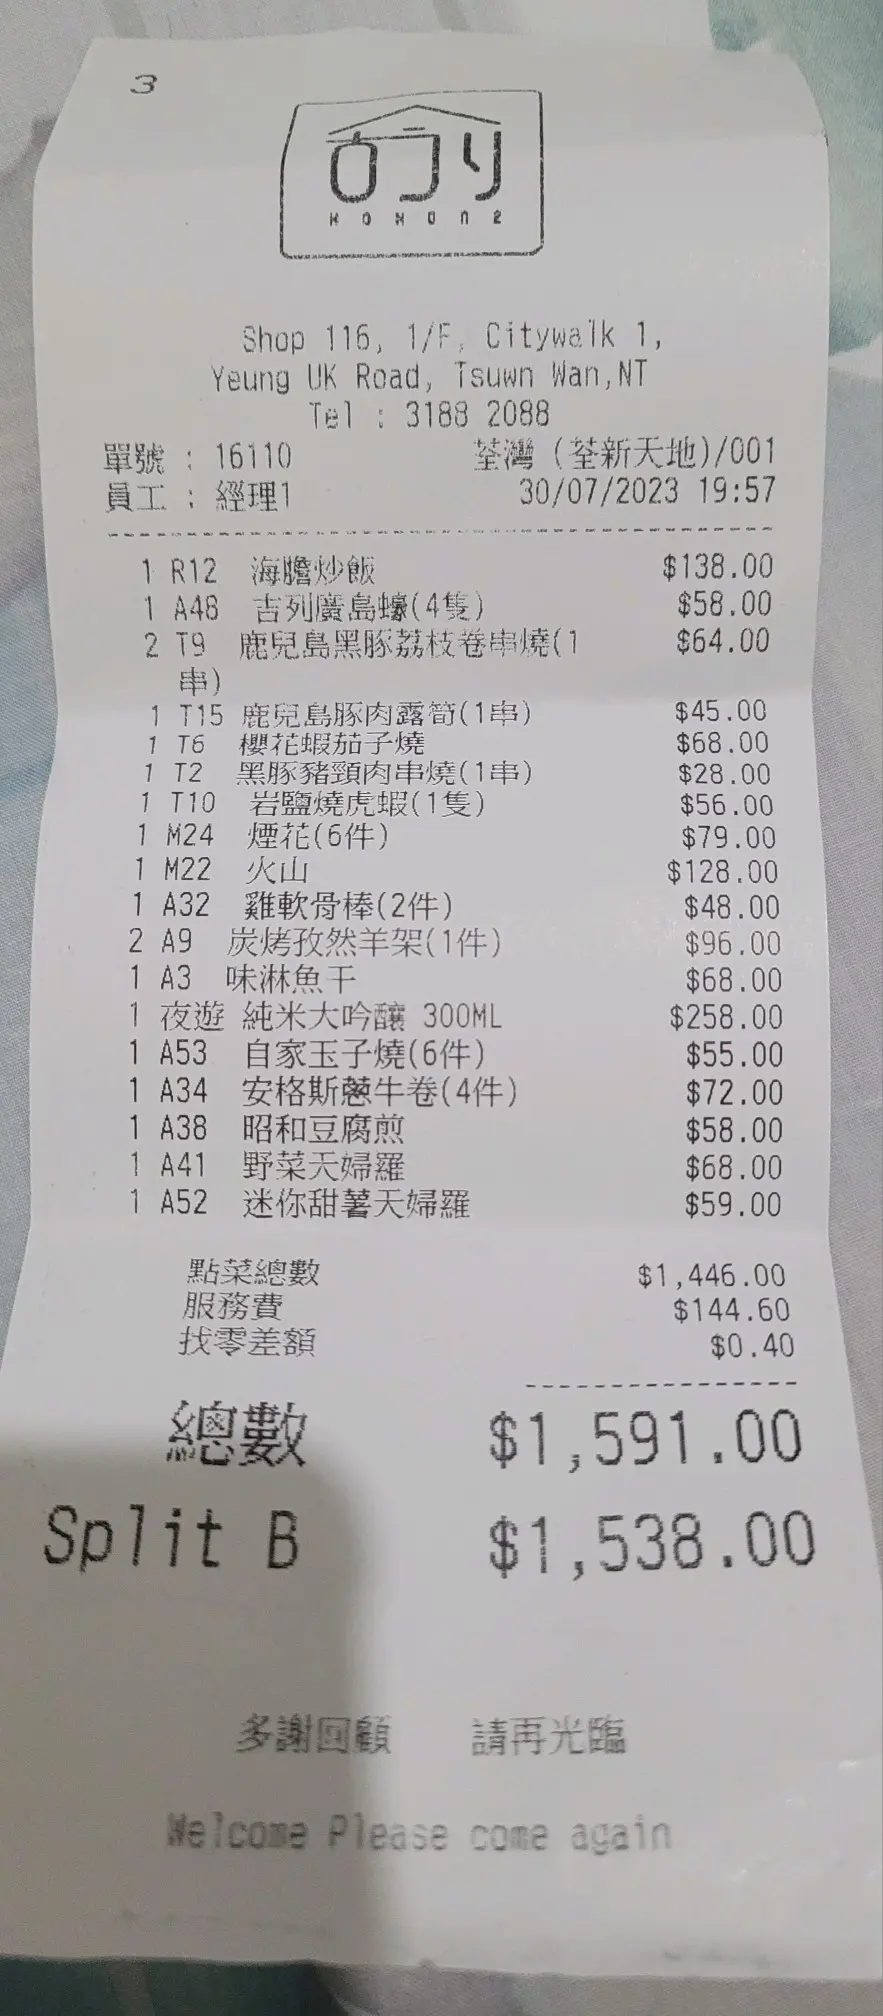 3
KOKON2
Shop 116, 1/F, Citywalk 1,
Yeung UK Road, Tsuwn Wan,NT
Tel : 3188 2088
單號 : 16110 荃灣 (荃新天地)/001
員工 : 經理1 30/07/2023 19:57
1 R12 海膽炒飯 $138.00
1 A48 吉列廣島蠔(4隻) $58.00
2 T9 鹿兒島黑豚荔枝卷串燒(1 $64.00
串)
1 T15 鹿兒島豚肉露筍(1串) $45.00
1 T6 櫻花蝦茄子燒 $68.00
1 T2 黑豚豬頸肉串燒(1串) $28.00
1 T10 岩鹽燒虎蝦(1隻) $56.00
1 M24 煙花(6件) $79.00
1 M22 火山 $128.00
1 A32 雞軟骨棒(2件) $48.00
2 A9 炭烤孜然羊架(1件) $96.00
1 A3 味淋魚干 $68.00
1 夜遊 純米大吟釀 300ML $258.00
1 A53 自家玉子燒(6件) $55.00
1 A34 安格斯蔥牛卷(4件) $72.00
1 A38 昭和豆腐煎 $58.00
1 A41 野菜天婦羅 $68.00
1 A52 迷你甜薯天婦羅 $59.00
點菜總數 $1,446.00
服務費 $144.60
找零差額 $0.40
總數 $1,591.00
Split B $1,538.00
多謝回顧 請再光臨
Welcome Please come again